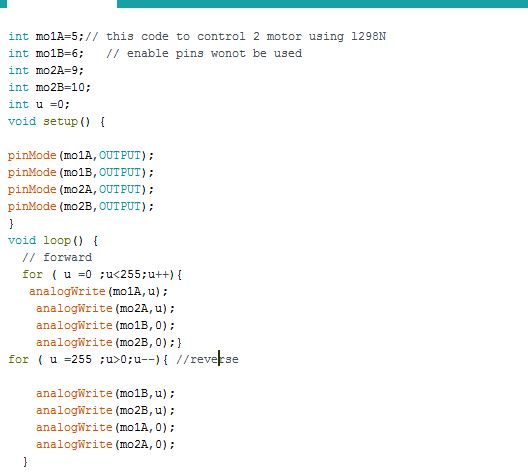 int mo1A=5;// this code to control 2 motor using l298N
int mo1B=6;   // enable pins wonot be used
int mo2A=9;
int mo2B=10;
int u =0;
void setup() {
pinMode(mo1A,OUTPUT);
pinMode(mo1B,OUTPUT);
pinMode(mo2A,OUTPUT);
pinMode(mo2B,OUTPUT);
}
void loop() {
  // forward
  for ( u =0 ;u<255;u++){
   analogWrite(mo1A,u);
    analogWrite(mo2A,u);
    analogWrite(mo1B,0);
    analogWrite(mo2B,0);}
for ( u =255 ;u>0;u--){ //reverse
    analogWrite(mo1B,u);
    analogWrite(mo2B,u);
    analogWrite(mo1A,0);
    analogWrite(mo2A,0);
  }